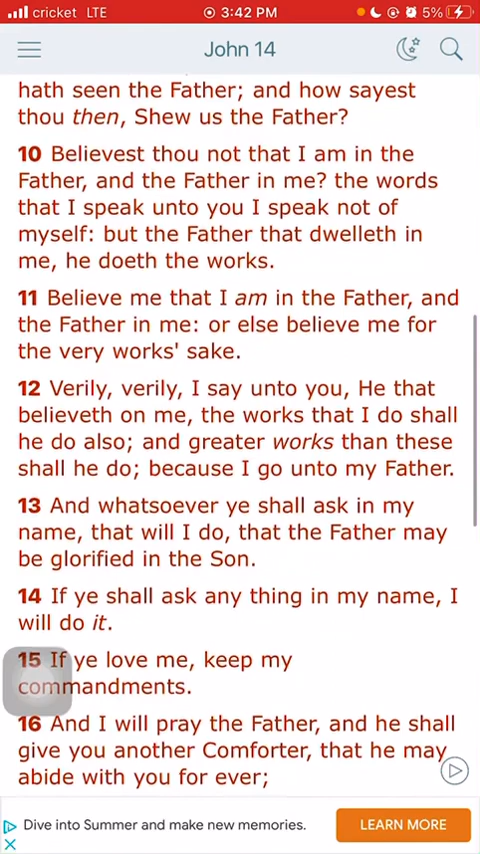 cricket LTE 3:42 PM 5%
John 14
hath seen the Father; and how sayest
thou then, Shew us the Father?
10 Believest thou not that I am in the
Father, and the Father in me? the words
that I speak unto you I speak not of
myself: but the Father that dwelleth in
me, he doeth the works.
11 Believe me that I am in the Father, and
the Father in me: or else believe me for
the very works' sake.
12 Verily, verily, I say unto you, He that
believeth on me, the works that I do shall
he do also; and greater works than these
shall he do; because I go unto my Father.
13 And whatsoever ye shall ask in my
name, that will I do, that the Father may
be glorified in the Son.
14 If ye shall ask any thing in my name, I
will do it.
15 If ye love me, keep my
commandments.
16 And I will pray the Father, and he shall
give you another Comforter, that he may
abide with you for ever;
Dive into Summer and make new memories.
LEARN MORE